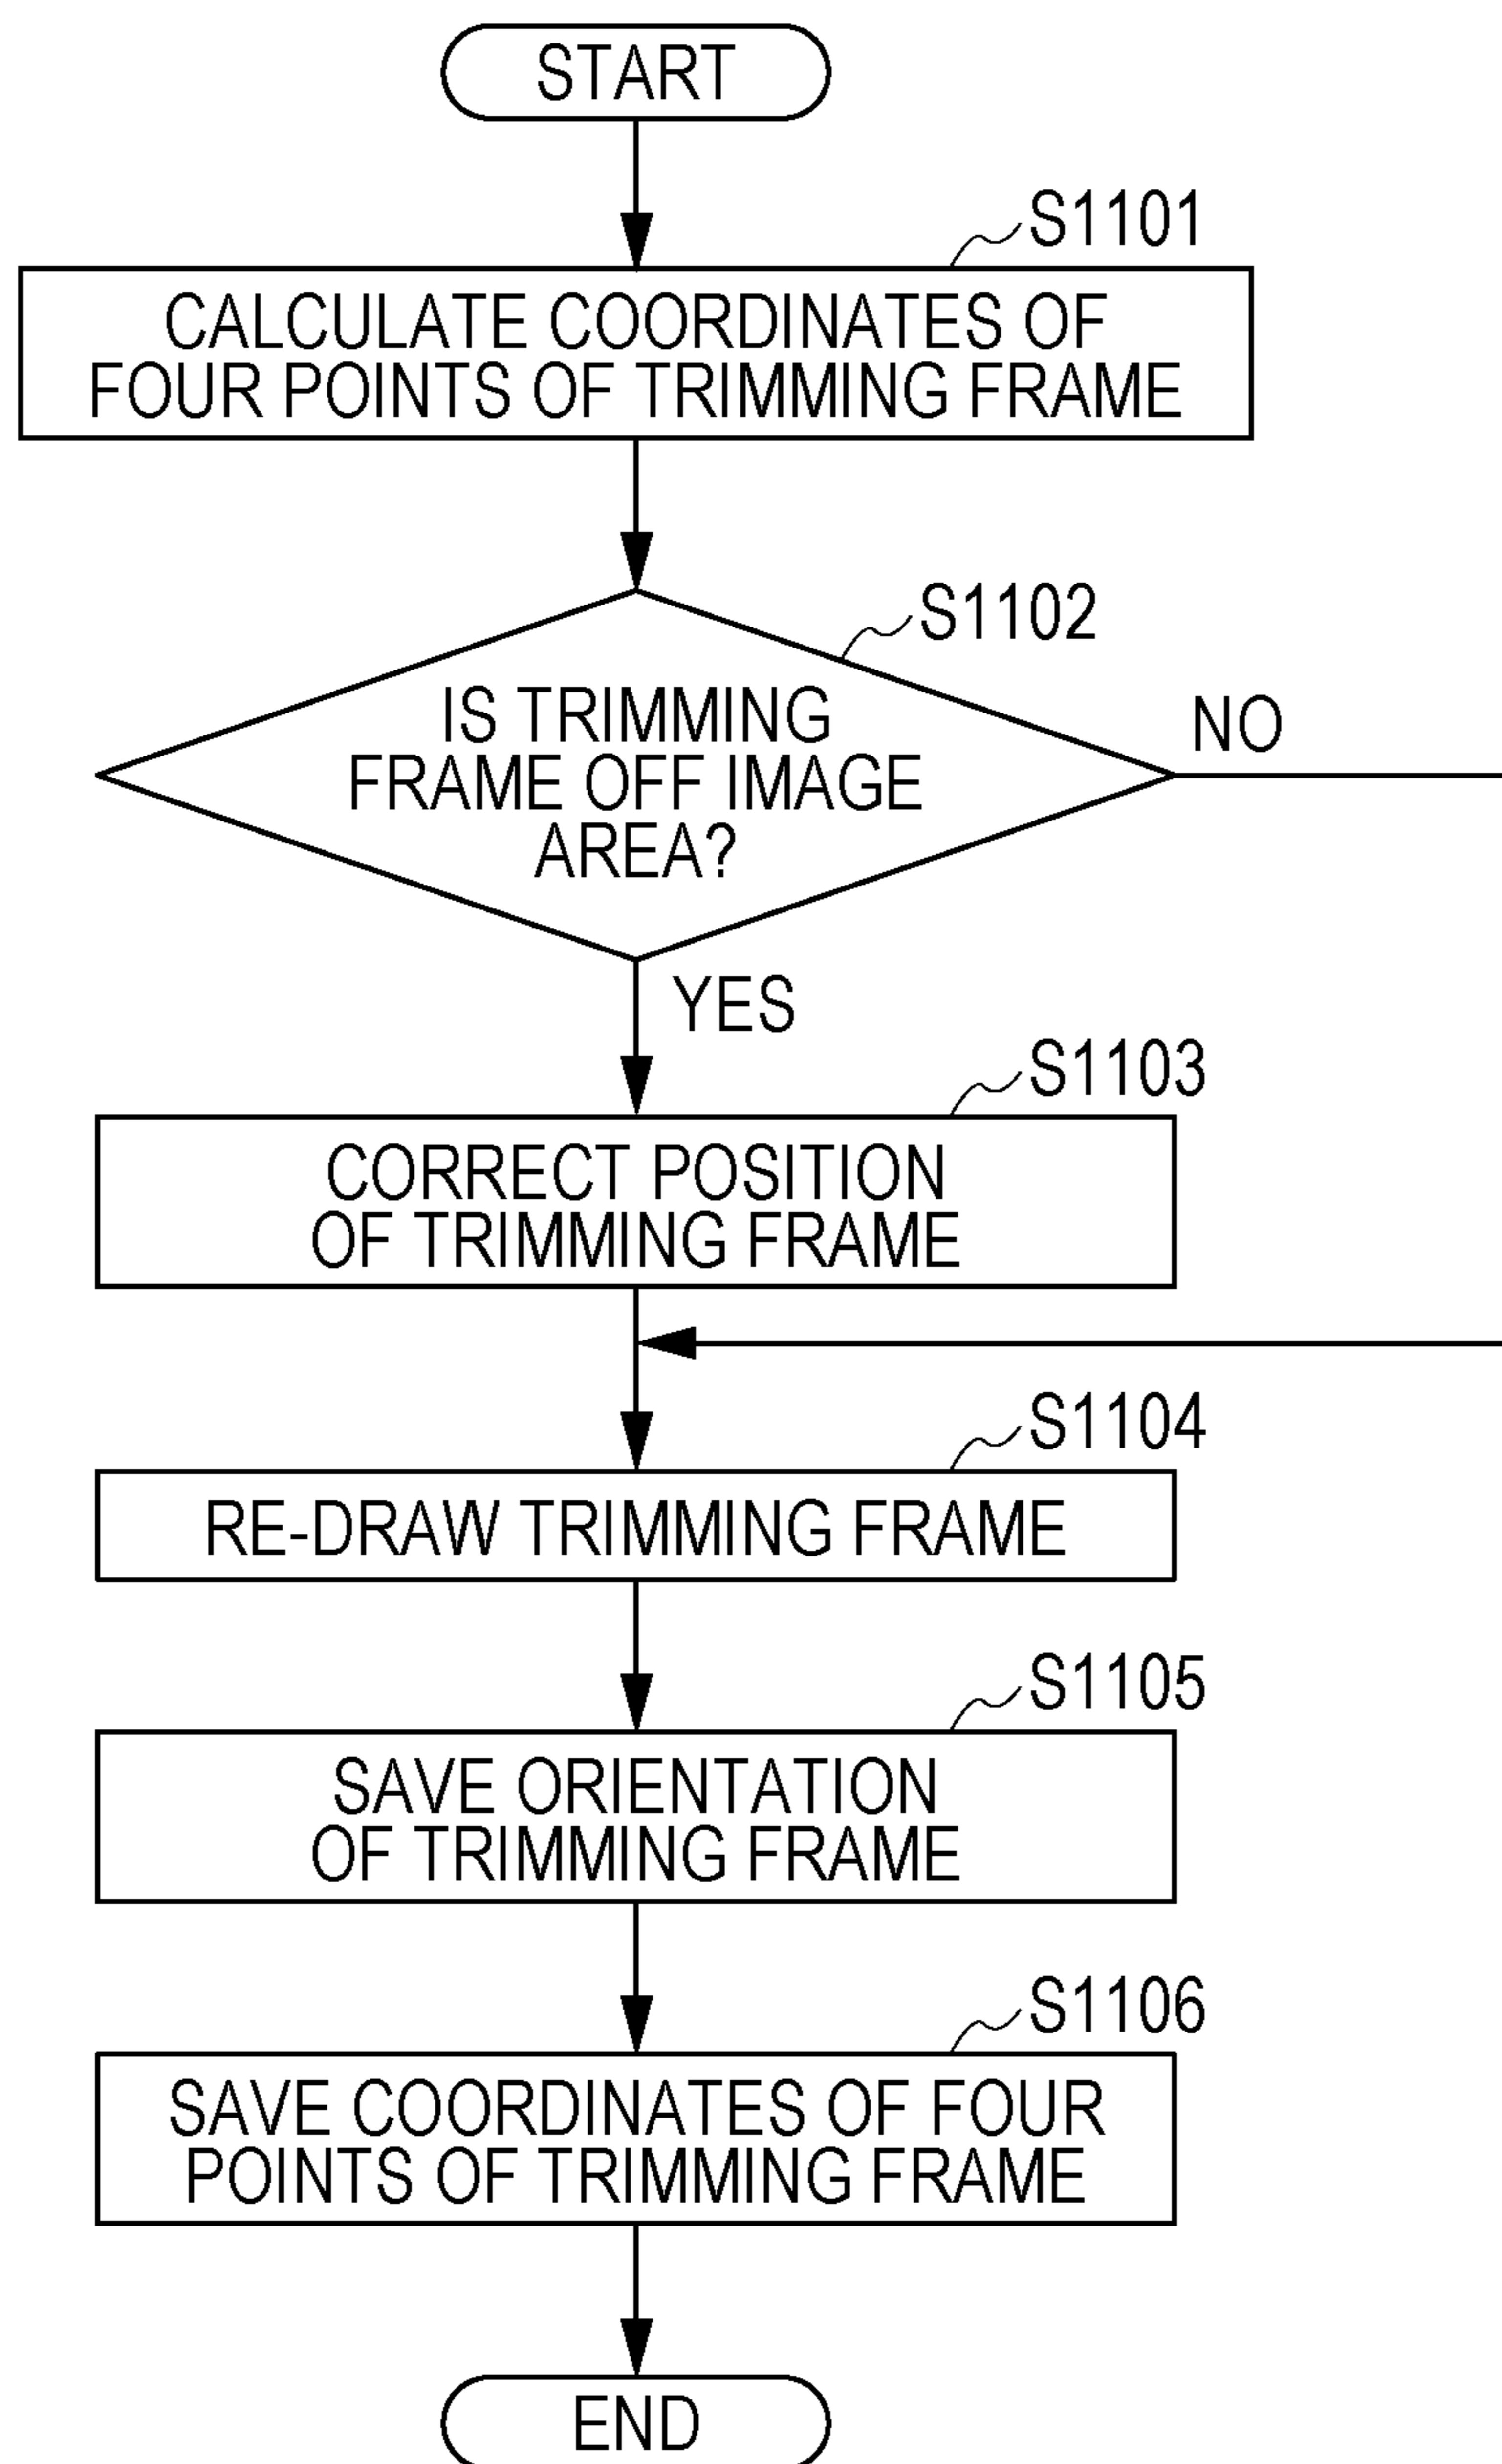 START
S1101
CALCULATE COORDINATES OF
FOUR POINTS OF TRIMMING FRAME
S1102
IS TRIMMING
FRAME OFF IMAGE
AREA?
NO
YES
S1103
CORRECT POSITION
OF TRIMMING FRAME
S1104
RE-DRAW TRIMMING FRAME
S1105
SAVE ORIENTATION
OF TRIMMING FRAME
S1106
SAVE COORDINATES OF FOUR
POINTS OF TRIMMING FRAME
END